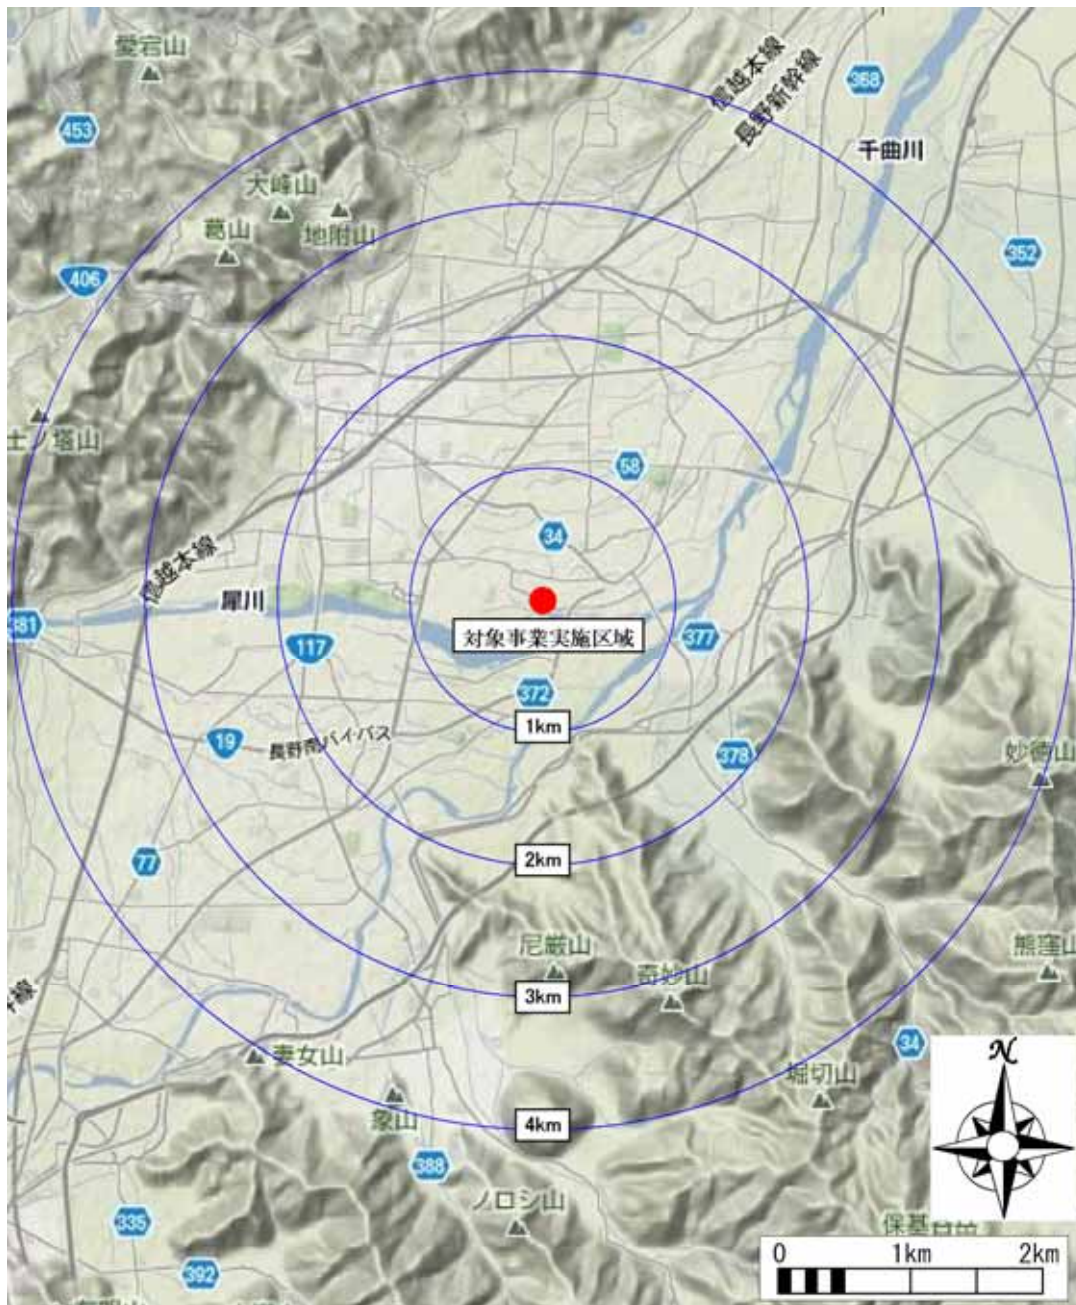 愛宕山
信越本線
長野新幹線
368
453
千曲川
大峰山
地附山
葛山
352
406
士ノ塔山
58
34
信越本線
犀川
対象事業実施区域
381
117
377
372
19
長野南バイパス
1km
378
妙徳山
77
2km
尼厳山
奇妙山
熊窪山
3km
34
N
妻女山
堀切山
象山
4km
388
ノロシ山
335
保基谷岳
392
0 1km 2km